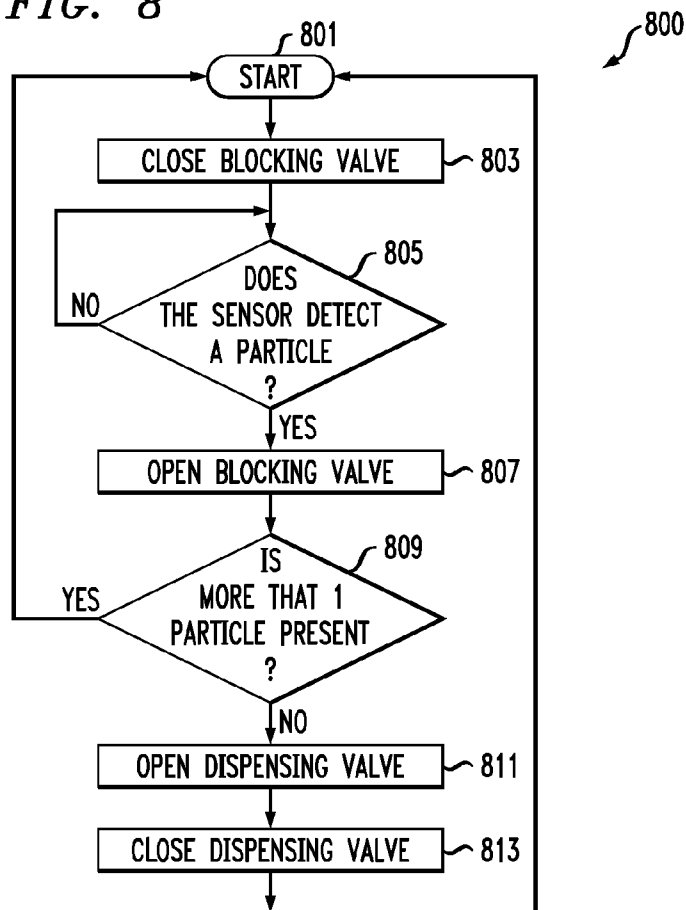 FIG. 8
800
801
START
CLOSE BLOCKING VALVE
803
805
DOES
THE SENSOR DETECT
A PARTICLE
?
NO
YES
OPEN BLOCKING VALVE
807
809
IS
MORE THAT 1
PARTICLE PRESENT
?
YES
NO
OPEN DISPENSING VALVE
811
CLOSE DISPENSING VALVE
813